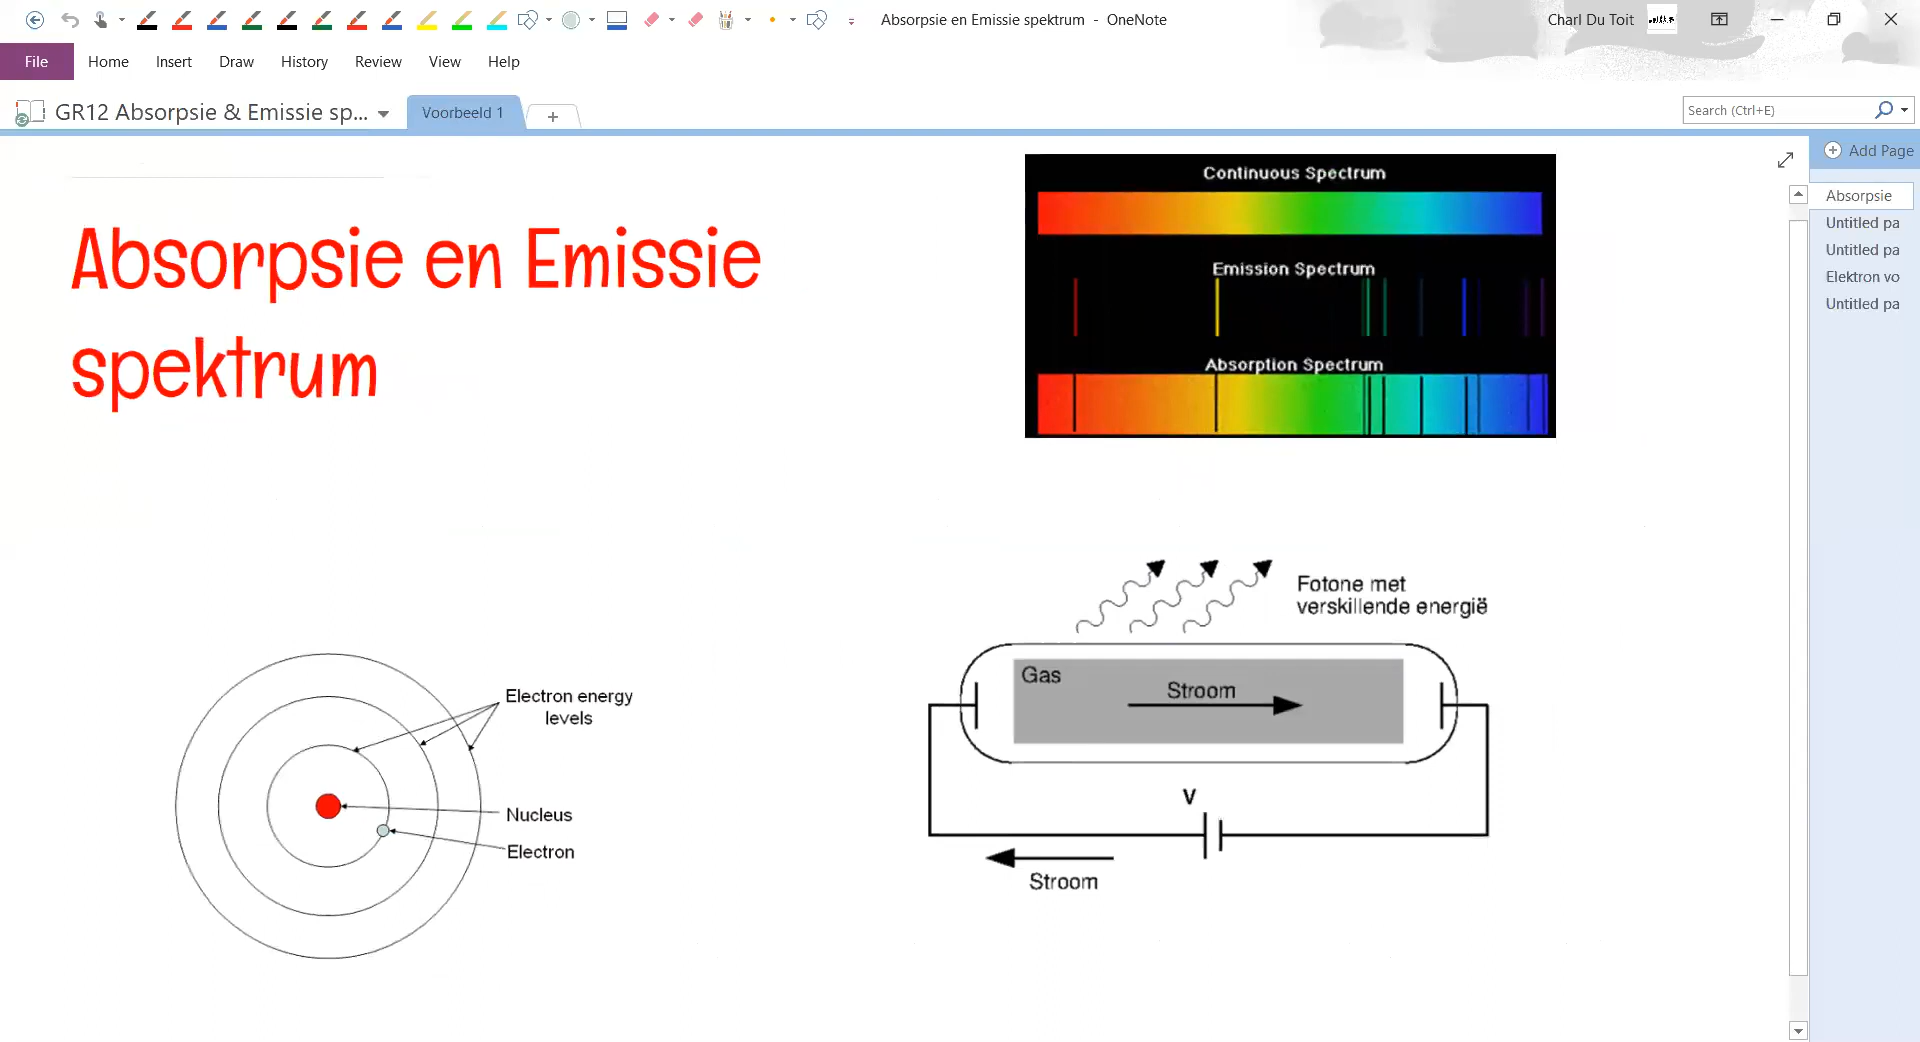 Absorpsie en Emissie spektrum - OneNote
Charl Du Toit
File
Home
Insert
Draw
History
Review
View
Help
GR12 Absorpsie & Emissie sp...
Voorbeeld 1
Search (Ctrl+E)
Add Page
Absorpsie
Untitled pa
Untitled pa
Elektron vo
Untitled pa
Absorpsie en Emissie
spektrum
Continuous Spectrum
Emission Spectrum
Absorption Spectrum
Electron energy
levels
Nucleus
Electron
Fotone met
verskillende energië
Gas
Stroom
V
Stroom